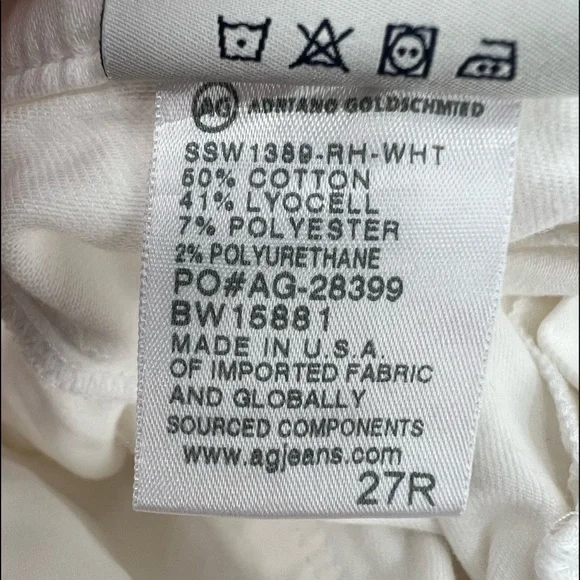 AG ADRIANO GOLDSCHMIED
SSW1389-RH-WHT
50% COTTON
41% LYOCELL
7% POLYESTER
2% POLYURETHANE
PO#AG-28399
BW15881
MADE IN U.S.A.
OF IMPORTED FABRIC
AND GLOBALLY
SOURCED COMPONENTS
www.agjeans.com
27R